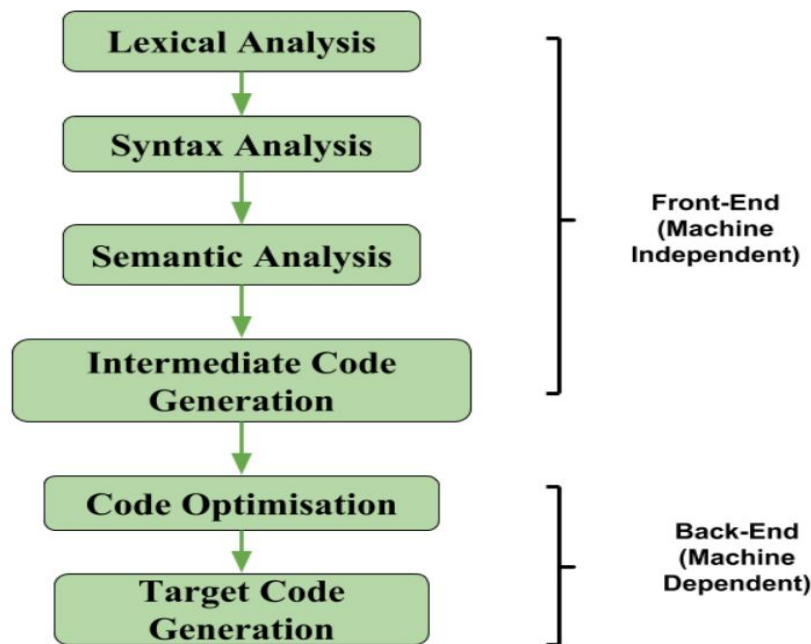 Lexical Analysis
Syntax Analysis
Semantic Analysis
Intermediate Code
Generation
Front-End
(Machine
Independent)
Code Optimisation
Target Code
Generation
Back-End
(Machine
Dependent)